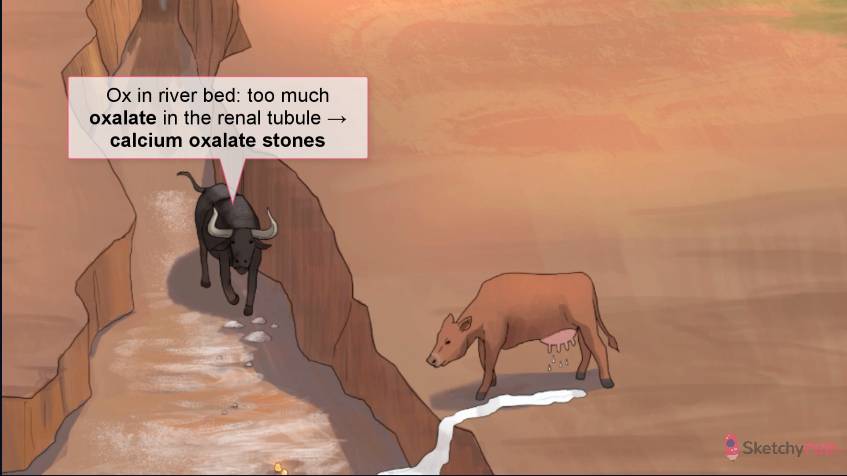 Ox in river bed: too much
oxalate in the renal tubule →
calcium oxalate stones
Sketchy